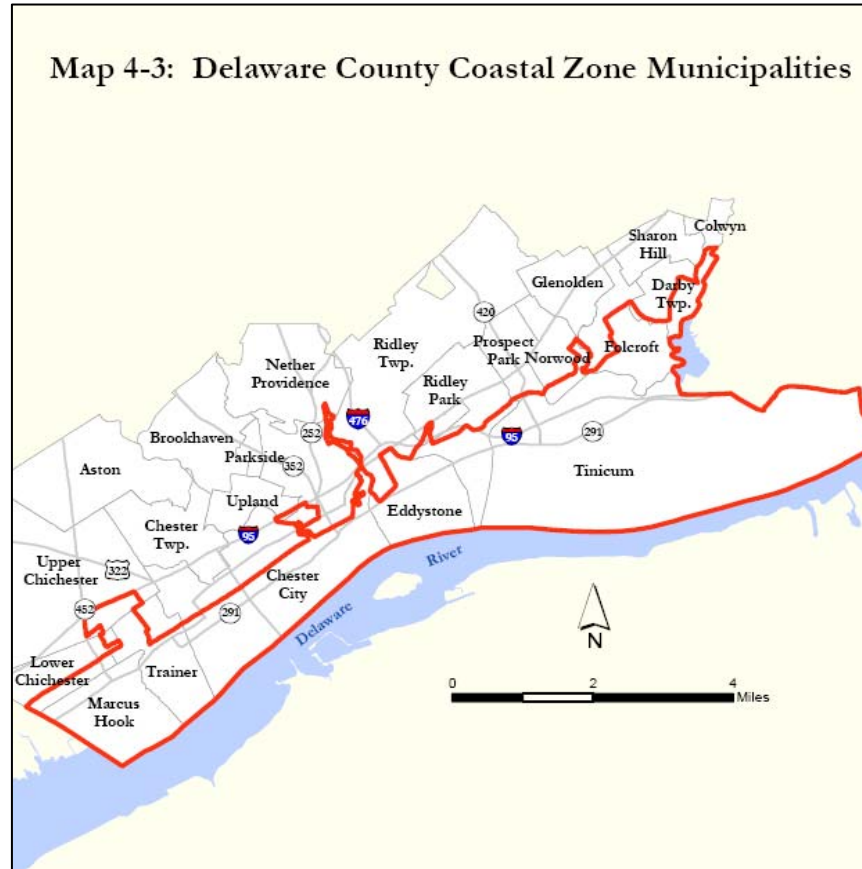 Map 4-3: Delaware County Coastal Zone Municipalities
Colwyn
Sharon
Hill
Darby
Twp.
Glenolden
420
Prospect
Park
Norwood
Folcroft
Ridley
Twp.
Ridley
Park
Nether
Providence
476
252
95
291
Tinicum
Brookhaven
Parkside
352
Aston
Upland
Eddystone
Chester
Twp.
95
Upper
Chichester
322
River
Chester
City
291
Delaware
452
N
Lower
Chichester
Trainer
Marcus
Hook
0 2 4
Miles